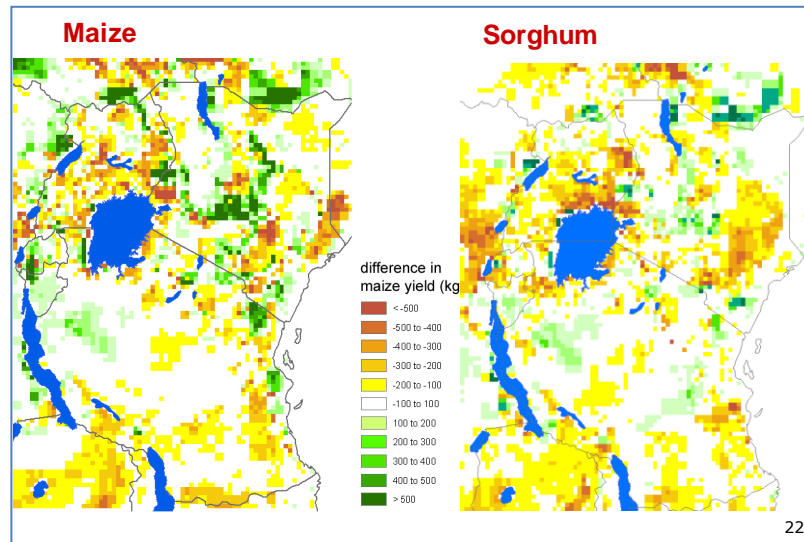 Maize
Sorghum
difference in
maize yield (kg
< -500
-500 to -400
-400 to -300
-300 to -200
-200 to -100
-100 to 100
100 to 200
200 to 300
300 to 400
400 to 500
> 500
22